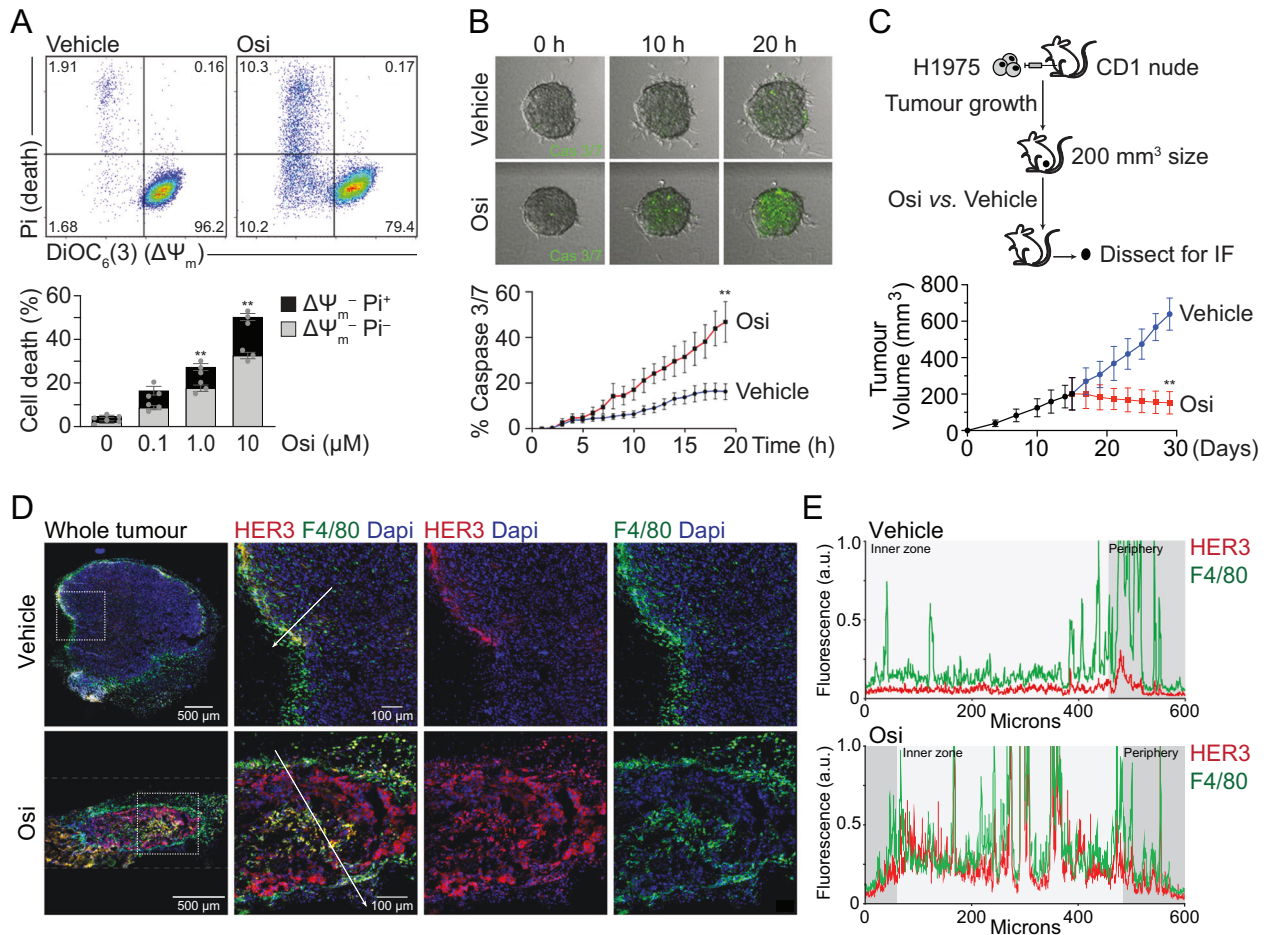 A
Vehicle
Osi
1.91
0.16
10.3
0.17
1.68
96.2
10.2
79.4
Pi (death)
DiOC6(3) (ΔΨm)
Cell death (%)
60
40
20
0
ΔΨm– Pi+
ΔΨm– Pi–
**
**
0
0.1
1.0
10
Osi (µM)
B
0 h
10 h
20 h
Vehicle
Cas 3/7
Osi
Cas 3/7
% Caspase 3/7
60
40
20
0
**
Osi
Vehicle
0
5
10
15
20
Time (h)
C
H1975
CD1 nude
Tumour growth
200 mm3 size
Osi vs. Vehicle
Dissect for IF
Tumour
Volume (mm3)
800
600
400
200
0
Vehicle
**
Osi
0
10
20
30
(Days)
D
Whole tumour
HER3 F4/80 Dapi
HER3 Dapi
F4/80 Dapi
Vehicle
500 µm
100 µm
Osi
500 µm
100 µm
E
Vehicle
HER3
F4/80
Fluorescence (a.u.)
1.0
0.5
0
Inner zone
Periphery
0
200
400
600
Microns
Osi
HER3
F4/80
Fluorescence (a.u.)
1.0
0.5
0
Inner zone
Periphery
0
200
400
600
Microns